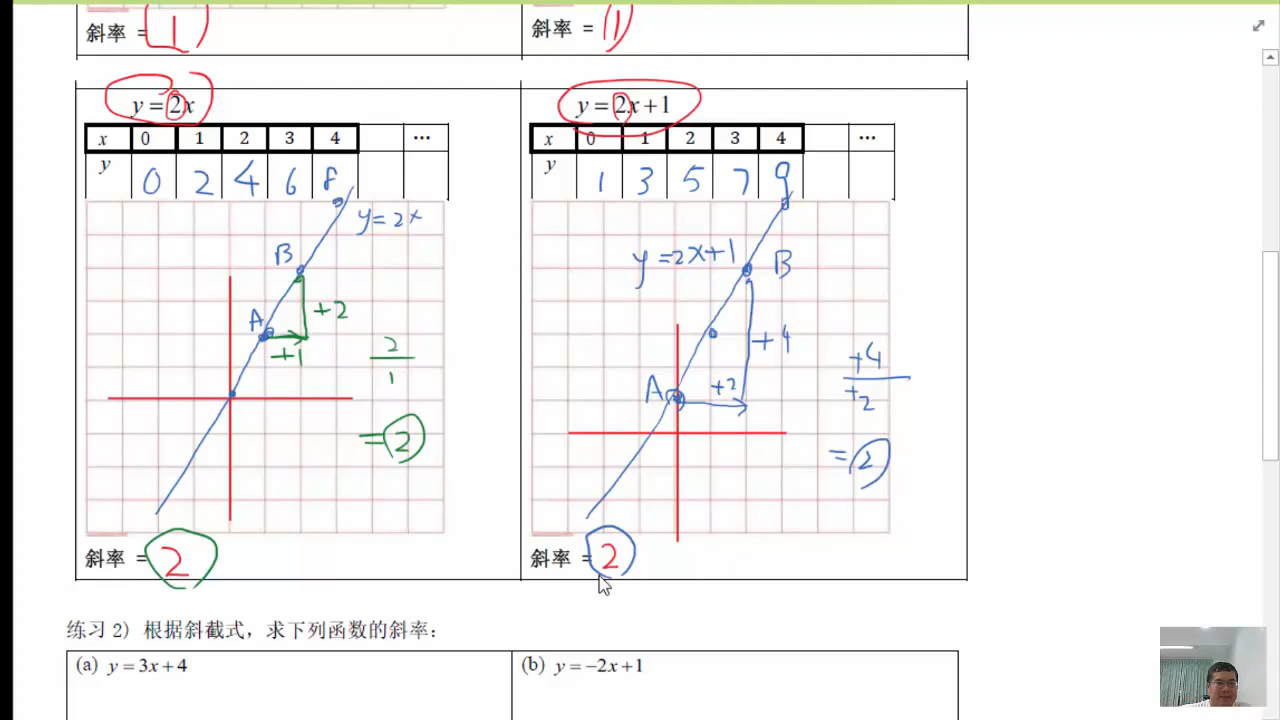 斜率 = 1
斜率 = 1
y = 2x
x 0 1 2 3 4 ...
y 0 2 4 6 8
y = 2x
B
A
+2
+1
2
1
= 2
斜率 = 2
y = 2x + 1
x 0 1 2 3 4 ...
y 1 3 5 7 9
y = 2x + 1
B
+4
A
+2
+4
+2
= 2
斜率 = 2
练习 2) 根据斜截式，求下列函数的斜率：
(a) y = 3x + 4
(b) y = −2x + 1